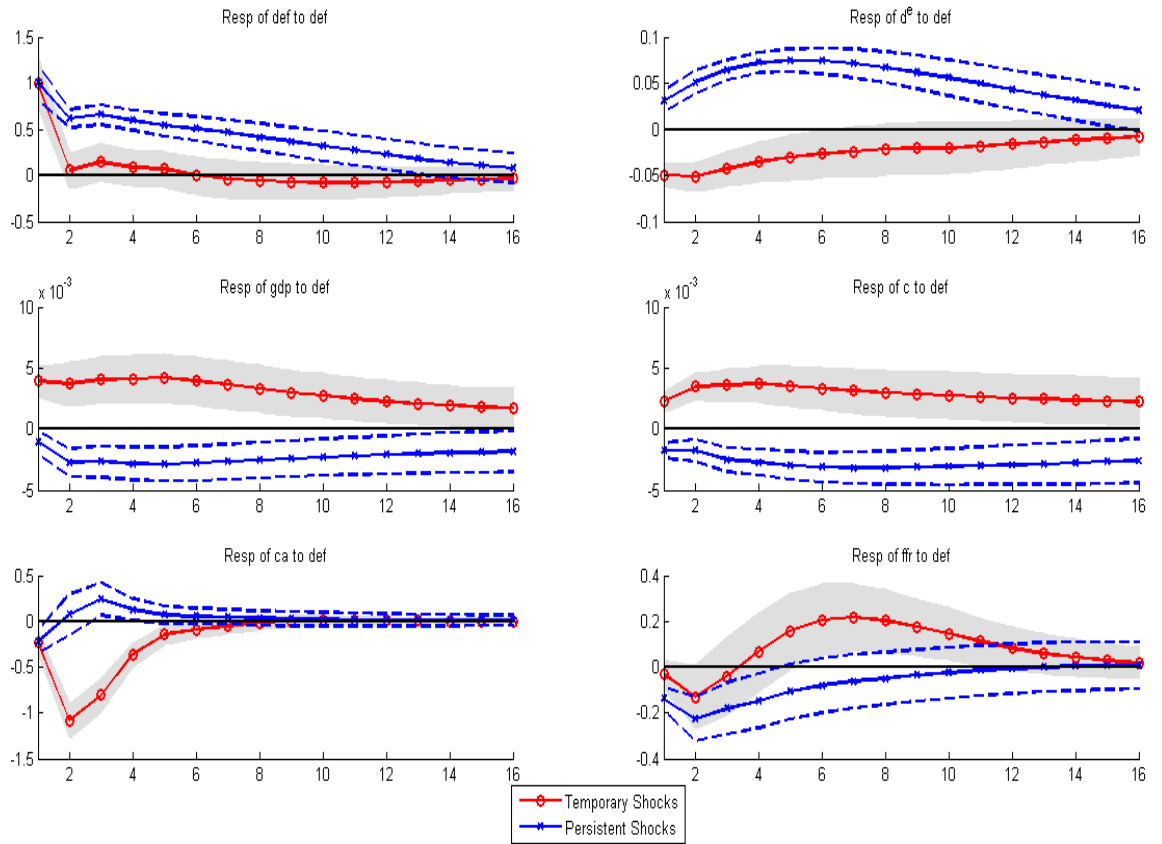 Resp of def to def
1.5
1
0.5
0
-0.5
2 4 6 8 10 12 14 16
Resp of dᵉ to def
0.1
0.05
0
-0.05
-0.1
2 4 6 8 10 12 14 16
x 10⁻³
Resp of gdp to def
10
5
0
-5
2 4 6 8 10 12 14 16
x 10⁻³
Resp of c to def
10
5
0
-5
2 4 6 8 10 12 14 16
Resp of ca to def
0.5
0
-0.5
-1
-1.5
2 4 6 8 10 12 14 16
Resp of ffr to def
0.4
0.2
0
-0.2
-0.4
2 4 6 8 10 12 14 16
Temporary Shocks
Persistent Shocks